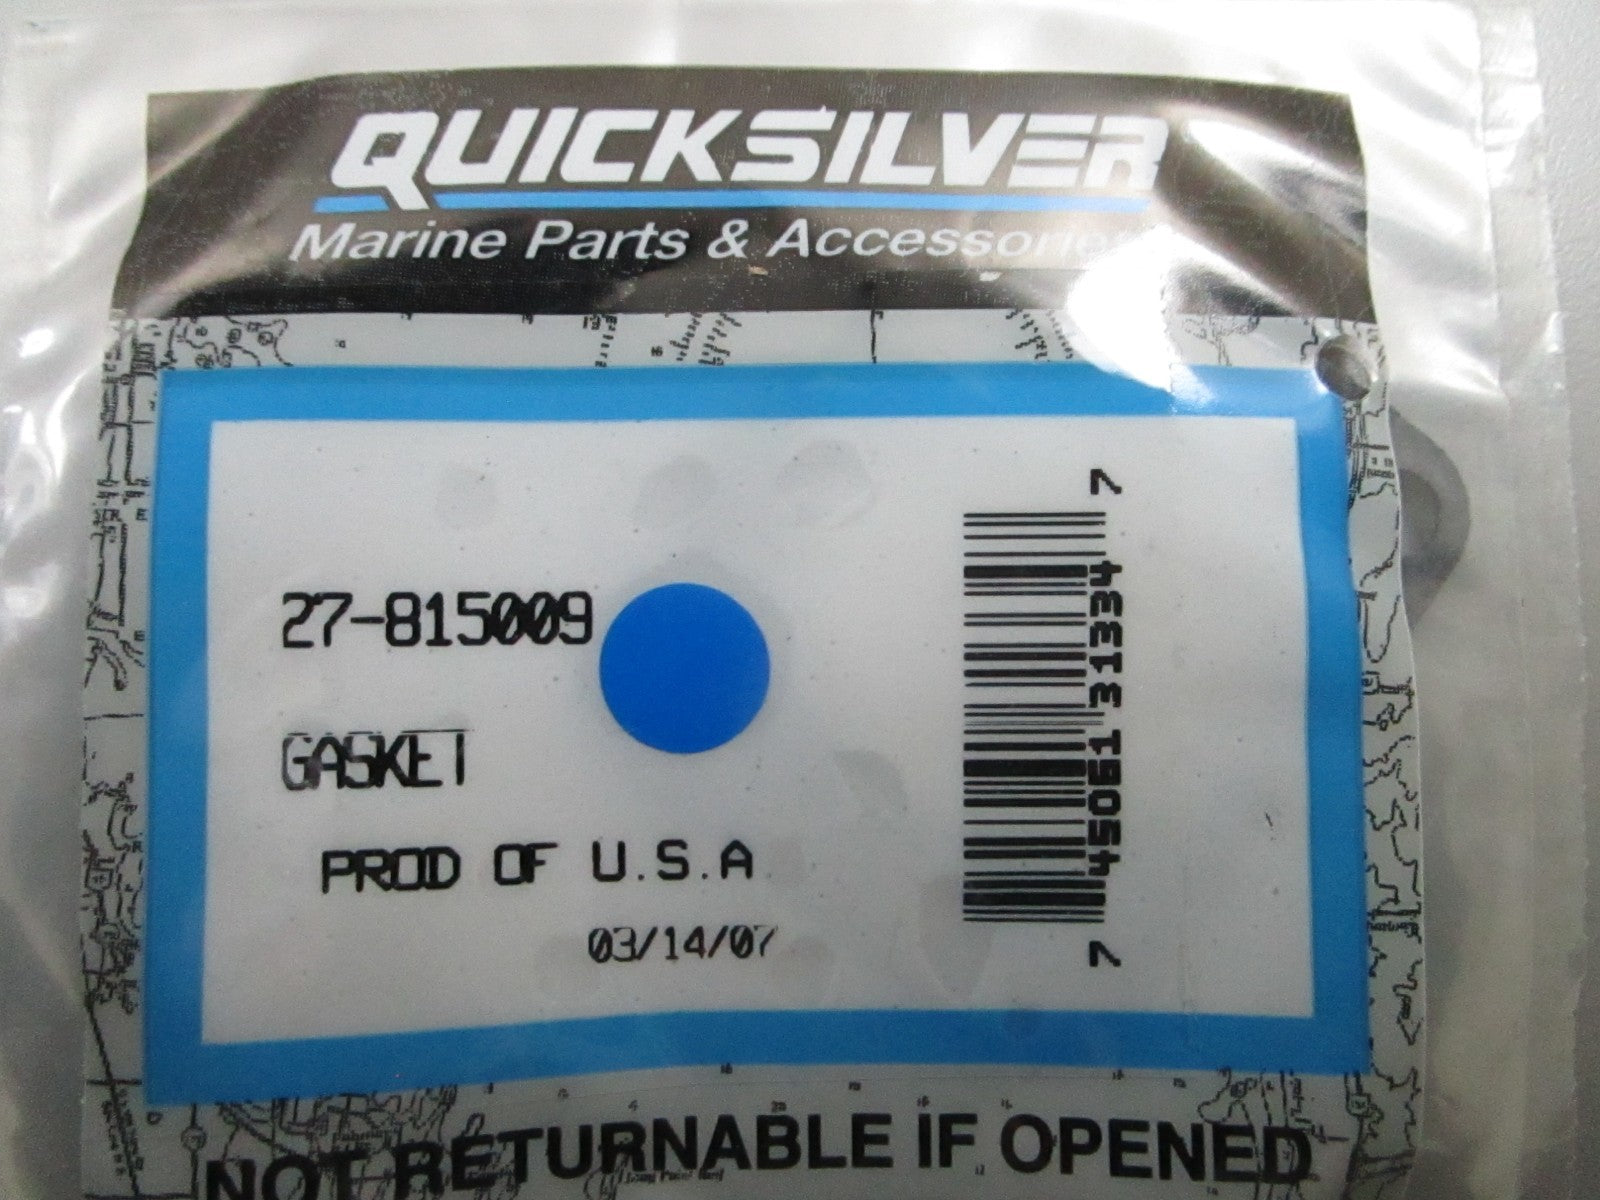 QUICKSILVER
Marine Parts & Accessories
27-815009
GASKET
PROD OF U.S.A
03/14/07
7 45061 31334 7
NOT RETURNABLE IF OPENED